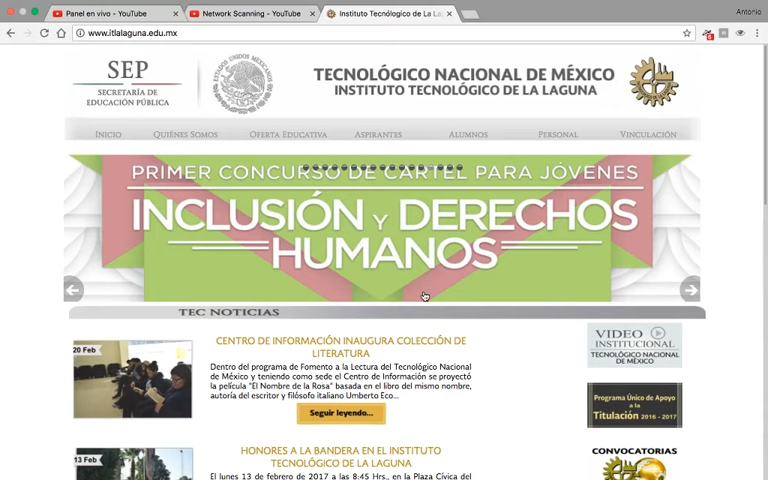 Panel en vivo - YouTube
Network Scanning - YouTube
Instituto Tecnólogico de La La
Antonio
www.itlalaguna.edu.mx
SEP
SECRETARÍA DE
EDUCACIÓN PÚBLICA
ESTADOS UNIDOS MEXICANOS
TECNOLÓGICO NACIONAL DE MÉXICO
INSTITUTO TECNOLÓGICO DE LA LAGUNA
INICIO
QUIÉNES SOMOS
OFERTA EDUCATIVA
ASPIRANTES
ALUMNOS
PERSONAL
VINCULACIÓN
PRIMER CONCURSO DE CARTEL PARA JÓVENES
INCLUSIÓN Y DERECHOS
HUMANOS
TEC NOTICIAS
20 Feb
CENTRO DE INFORMACIÓN INAUGURA COLECCIÓN DE
LITERATURA
Dentro del programa de Fomento a la Lectura del Tecnológico Nacional
de México y teniendo como sede el Centro de Información se proyectó
la película "El Nombre de la Rosa" basada en el libro del mismo nombre,
autoría del escritor y filósofo italiano Umberto Eco...
Seguir leyendo...
VIDEO
INSTITUCIONAL
TECNOLÓGICO NACIONAL
DE MÉXICO
Programa Único de Apoyo
a la
Titulación 2016 - 2017
CONVOCATORIAS
13 Feb
HONORES A LA BANDERA EN EL INSTITUTO
TECNOLÓGICO DE LA LAGUNA
El lunes 13 de febrero de 2017 a las 8:45 Hrs., en la Plaza Cívica del